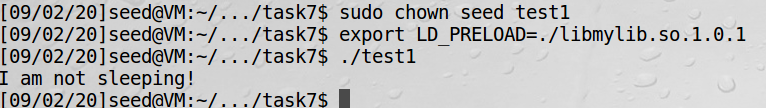 [09/02/20]seed@VM:~/.../task7$ sudo chown seed test1
[09/02/20]seed@VM:~/.../task7$ export LD_PRELOAD=./libmylib.so.1.0.1
[09/02/20]seed@VM:~/.../task7$ ./test1
I am not sleeping!
[09/02/20]seed@VM:~/.../task7$